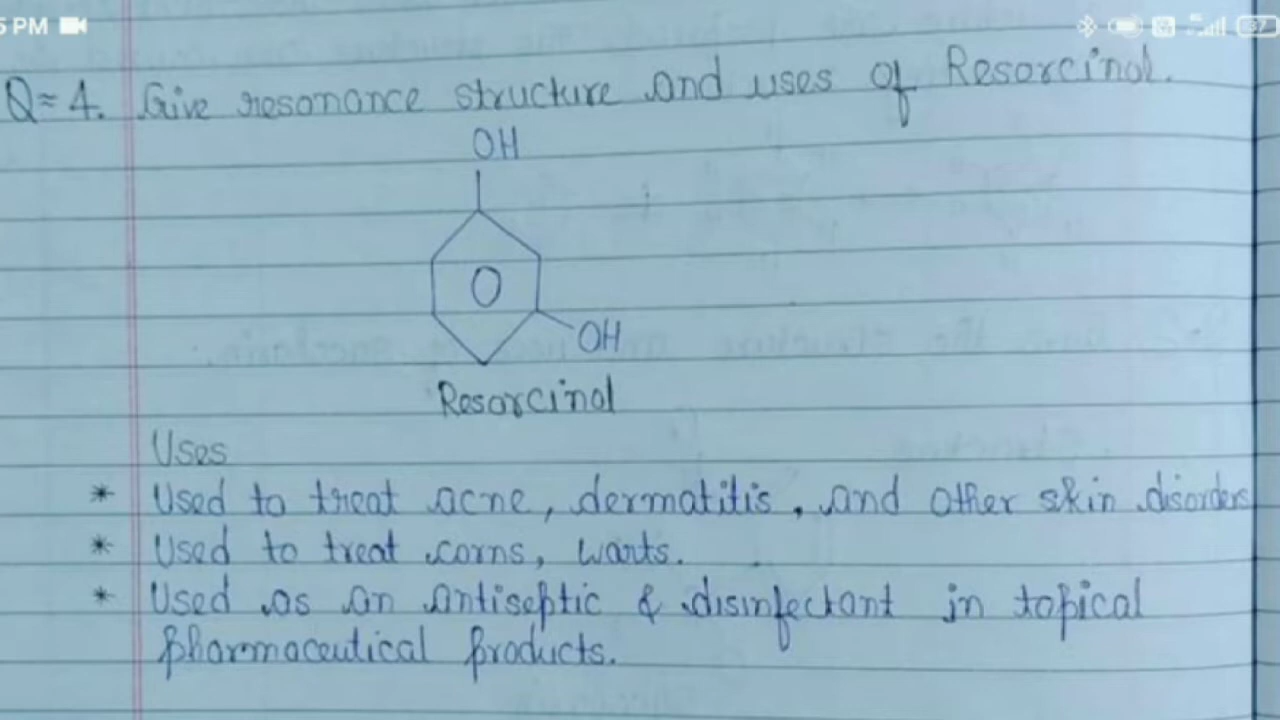 5 PM
37
Q=4. Give resonance structure and uses of Resorcinol.
OH
OH
Resorcinol
Uses
* Used to treat acne, dermatitis, and other skin disorders
* Used to treat corns, warts.
* Used as an antiseptic & disinfectant in topical
pharmaceutical products.